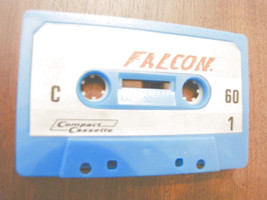 FALCON.
C 60
1
Compact
Cassette